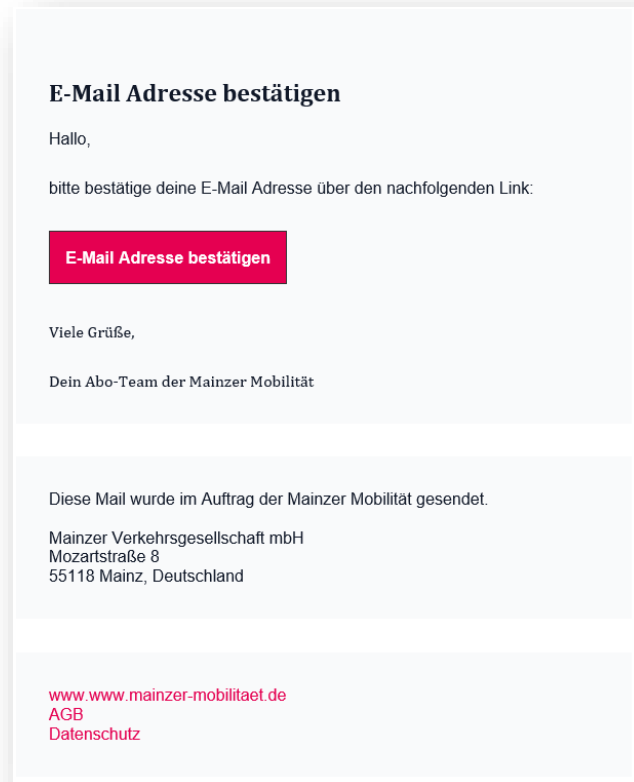 E-Mail Adresse bestätigen
Hallo,
bitte bestätige deine E-Mail Adresse über den nachfolgenden Link:
E-Mail Adresse bestätigen
Viele Grüße,
Dein Abo-Team der Mainzer Mobilität
Diese Mail wurde im Auftrag der Mainzer Mobilität gesendet.
Mainzer Verkehrsgesellschaft mbH
Mozartstraße 8
55118 Mainz, Deutschland
www.www.mainzer-mobilitaet.de
AGB
Datenschutz